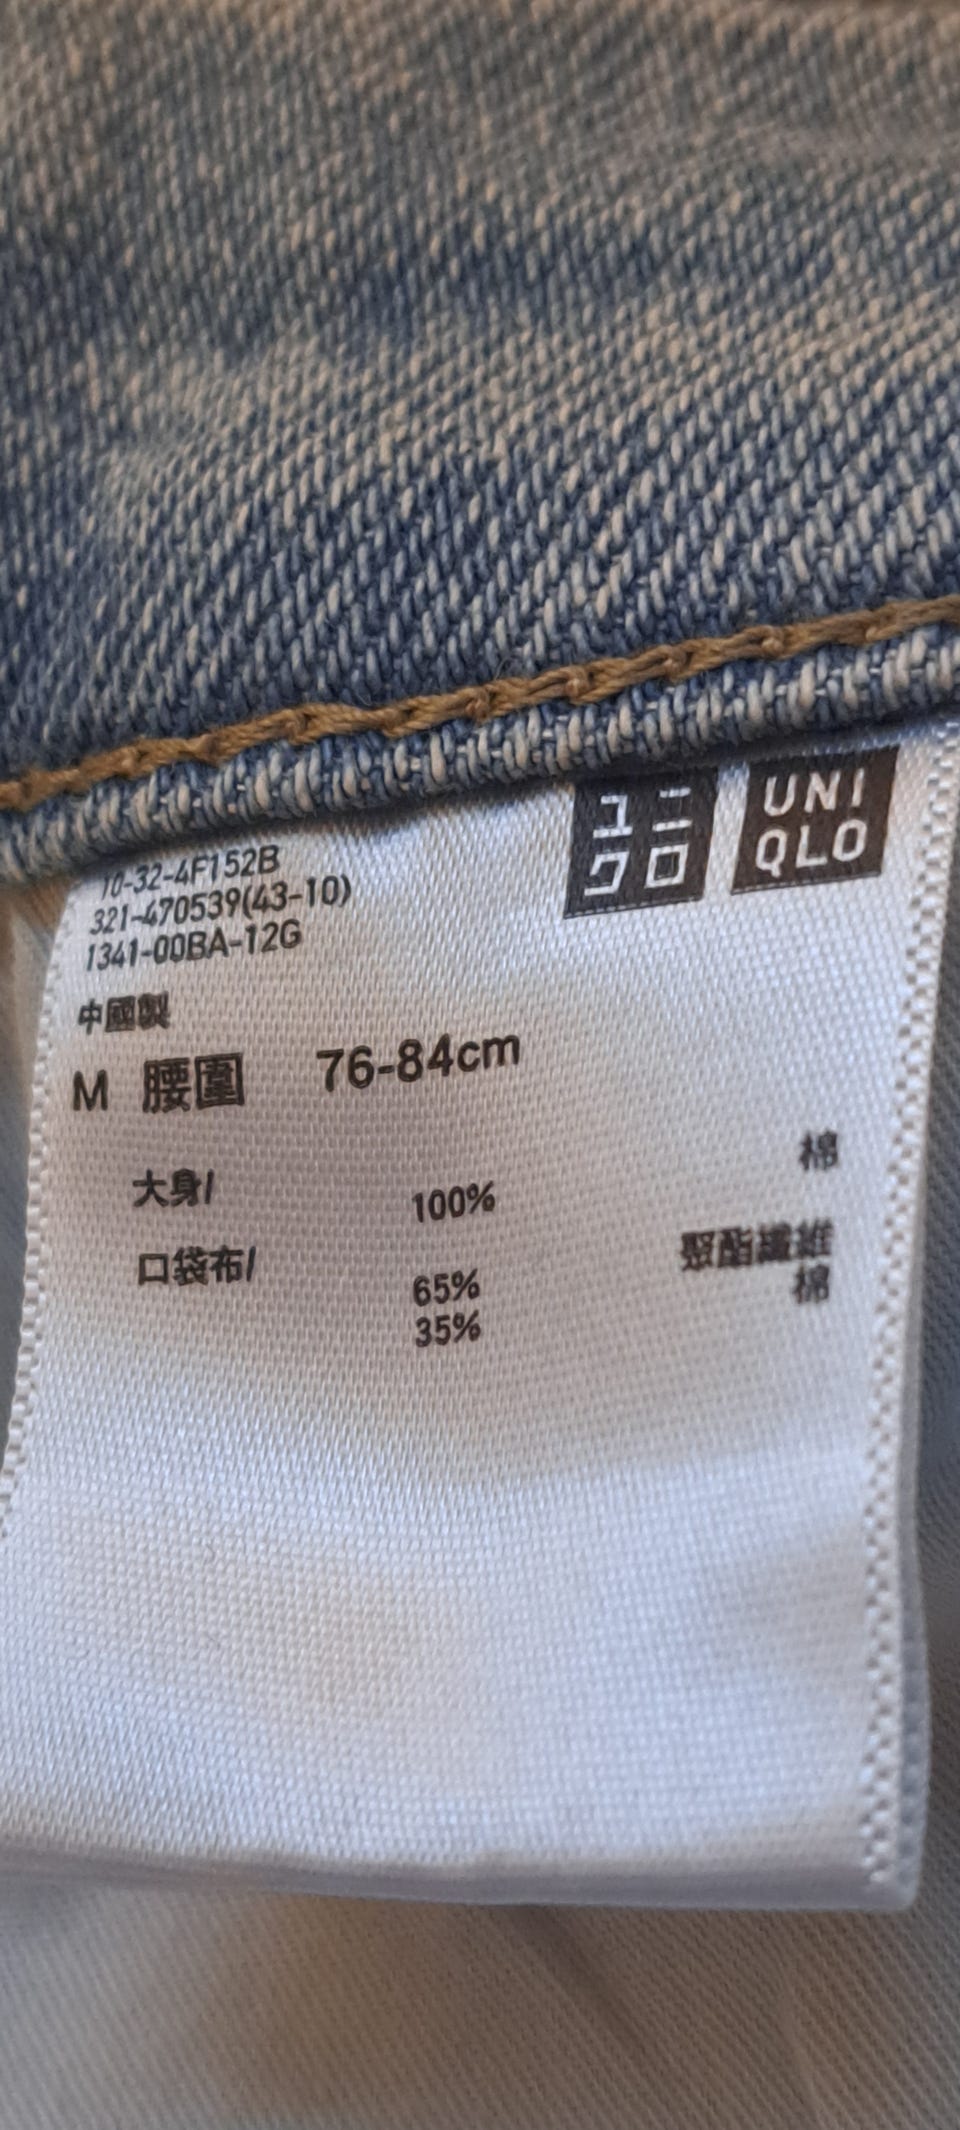 ユニ
クロ
UNI
QLO
10-32-4F152B
321-470539(43-10)
1341-00BA-12G
中國製
M 腰圍 76-84cm
棉
大身/ 100%
聚酯纖維
口袋布/ 65%
棉
35%